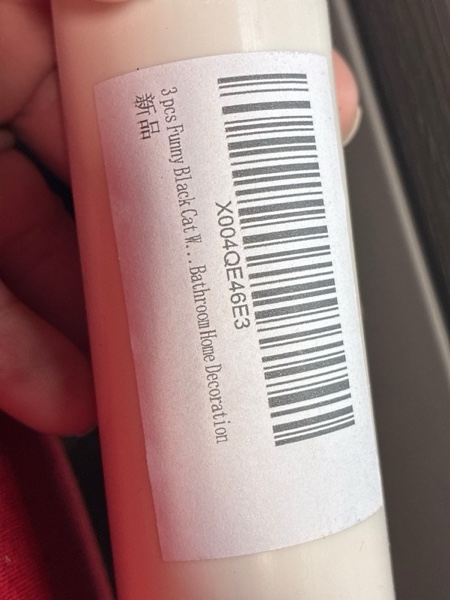 X004QE46E3
3 pcs Funny Black Cat W...Bathroom Home Decoration
新品